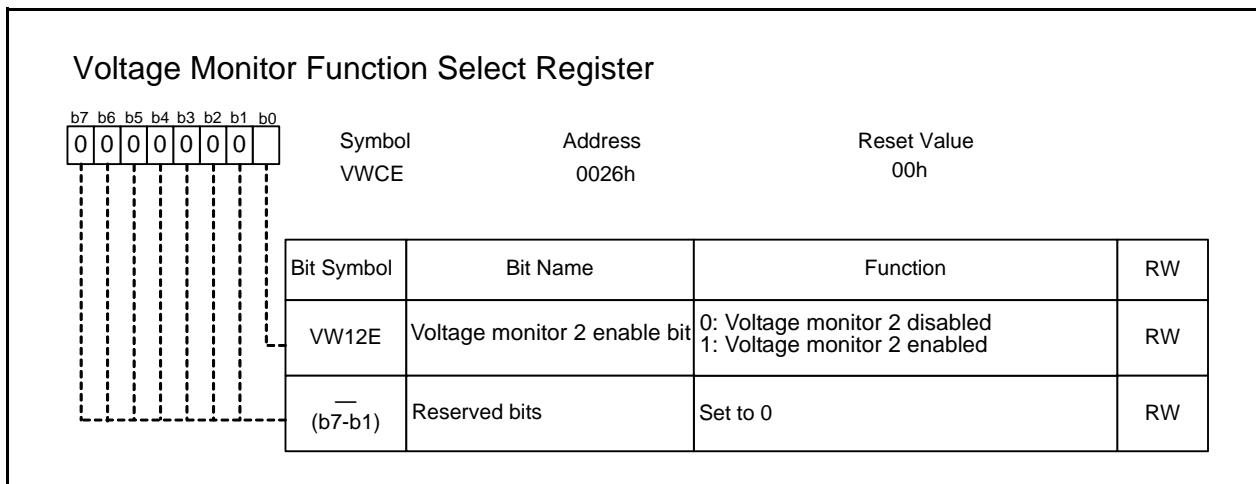 Voltage Monitor Function Select Register
b7 b6 b5 b4 b3 b2 b1 b0
0 0 0 0 0 0 0
Symbol Address Reset Value
VWCE 0026h 00h
Bit Symbol Bit Name Function RW
VW12E Voltage monitor 2 enable bit 0: Voltage monitor 2 disabled
1: Voltage monitor 2 enabled RW
—
(b7-b1) Reserved bits Set to 0 RW